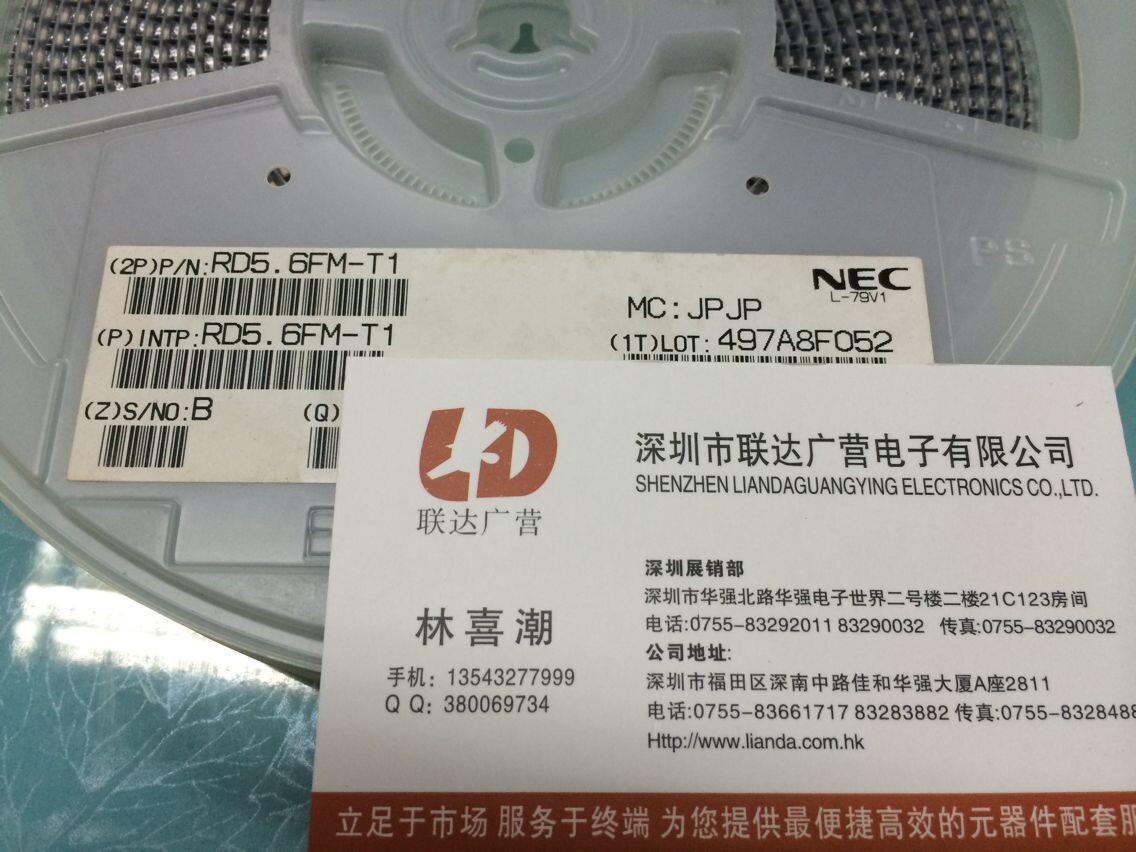 PS
(2P)P/N:RD5.6FM-T1
NEC
L-79V1
MC:JPJP
(P)INTP:RD5.6FM-T1
(1T)LOT:497A8F052
(Z)S/NO:B
(Q)
联达广营
深圳市联达广营电子有限公司
SHENZHEN LIANDAGUANGYING ELECTRONICS CO.,LTD.
林喜潮
手机：13543277999
Q Q：380069734
深圳展销部
深圳市华强北路华强电子世界二号楼二楼21C123房间
电话:0755-83292011 83290032 传真:0755-83290032
公司地址:
深圳市福田区深南中路佳和华强大厦A座2811
电话:0755-83661717 83283882 传真:0755-8328488
Http://www.lianda.com.hk
立足于市场 服务于终端 为您提供最便捷高效的元器件配套